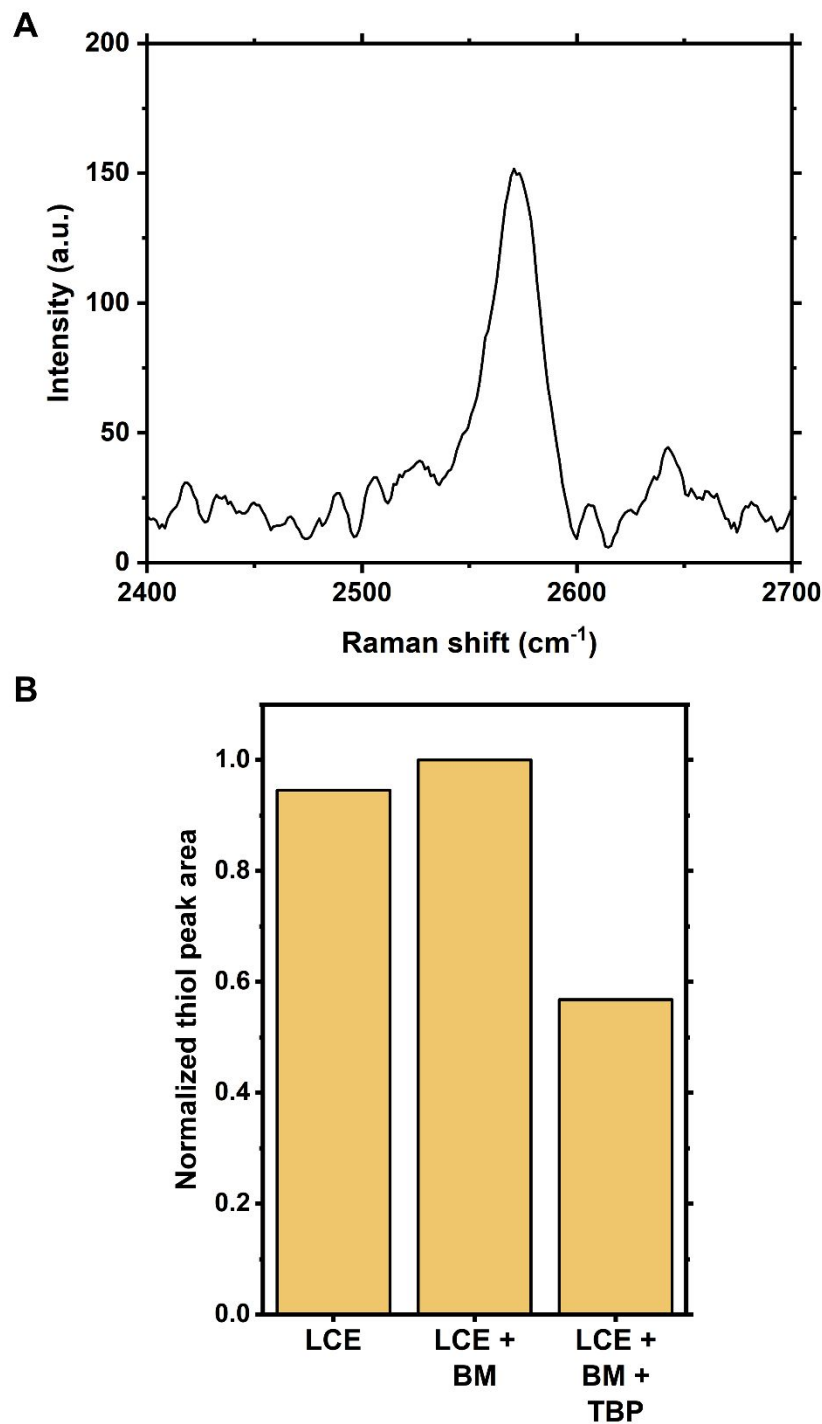 A
200
150
100
50
0
Intensity (a.u.)
2400 2500 2600 2700
Raman shift (cm-1)
B
1.0
0.8
0.6
0.4
0.2
0.0
Normalized thiol peak area
LCE
LCE +
BM
LCE +
BM +
TBP